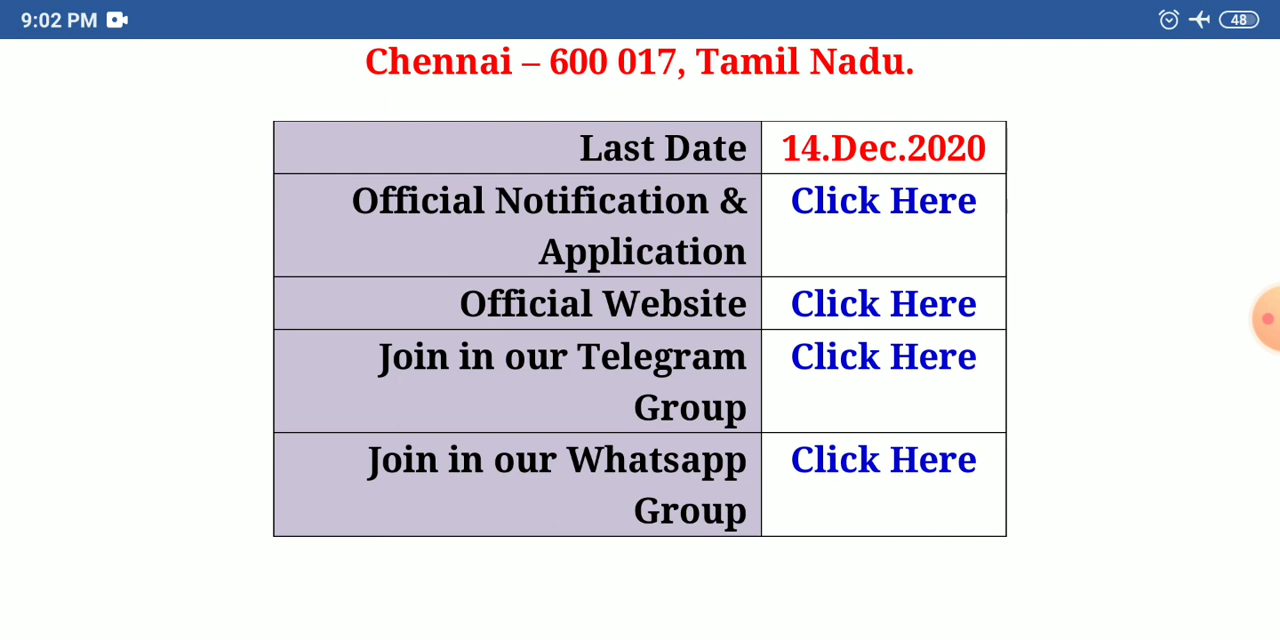 9:02 PM 48
Chennai – 600 017, Tamil Nadu.
Last Date 14.Dec.2020
Official Notification & Click Here
Application
Official Website Click Here
Join in our Telegram Click Here
Group
Join in our Whatsapp Click Here
Group